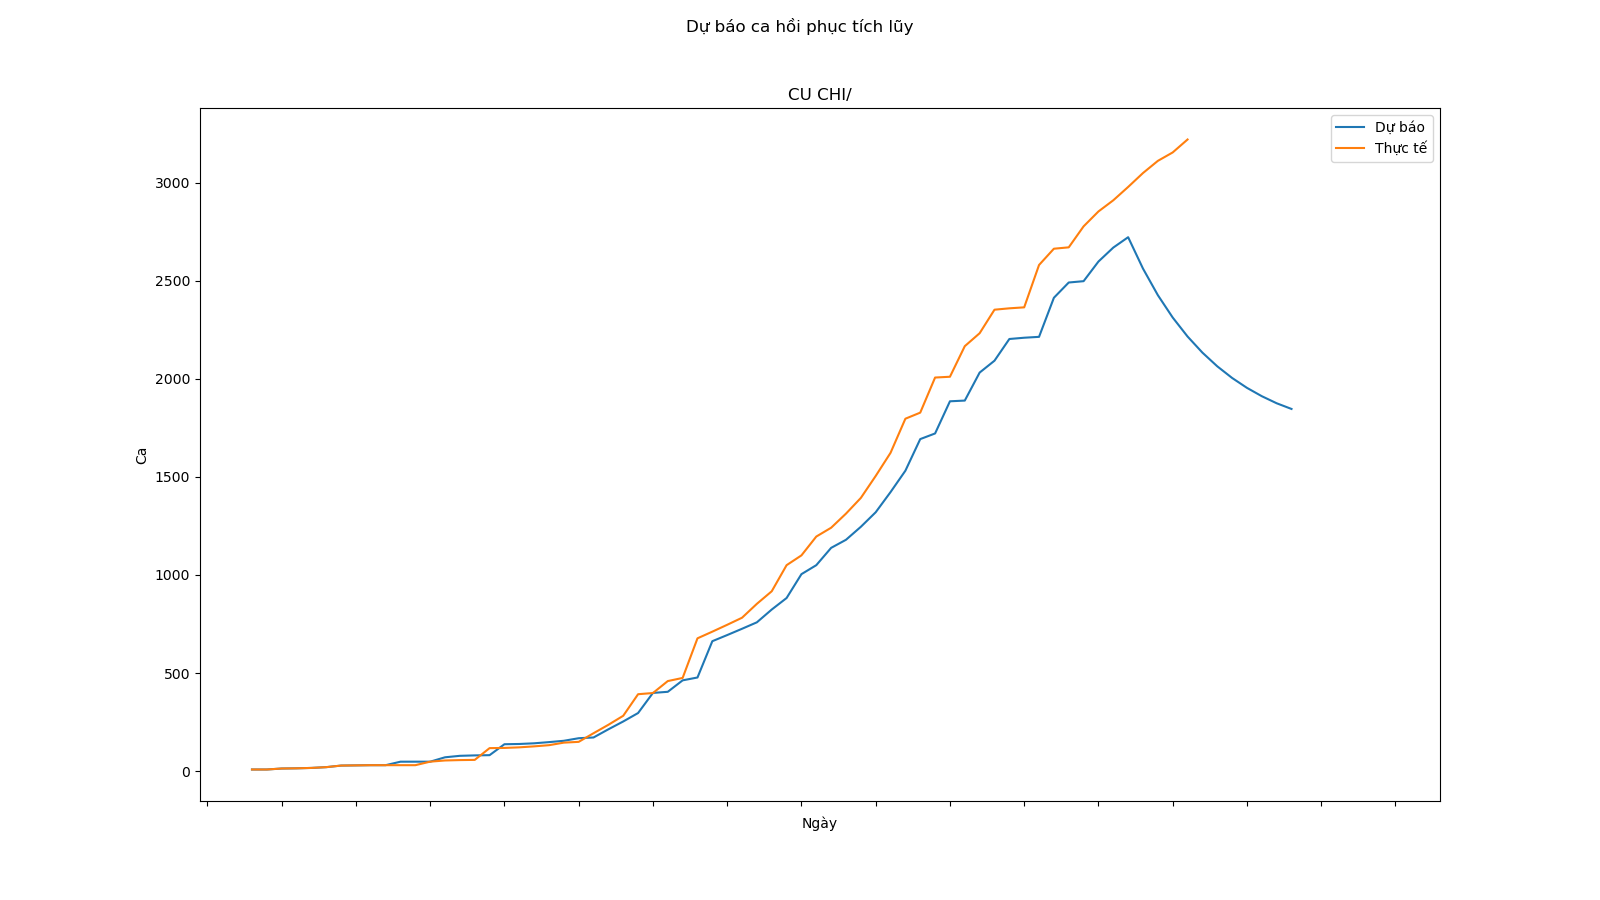 Dự báo ca hồi phục tích lũy
CU CHI/
Dự báo
Thực tế
3000
2500
2000
1500
1000
500
0
Ca
Ngày